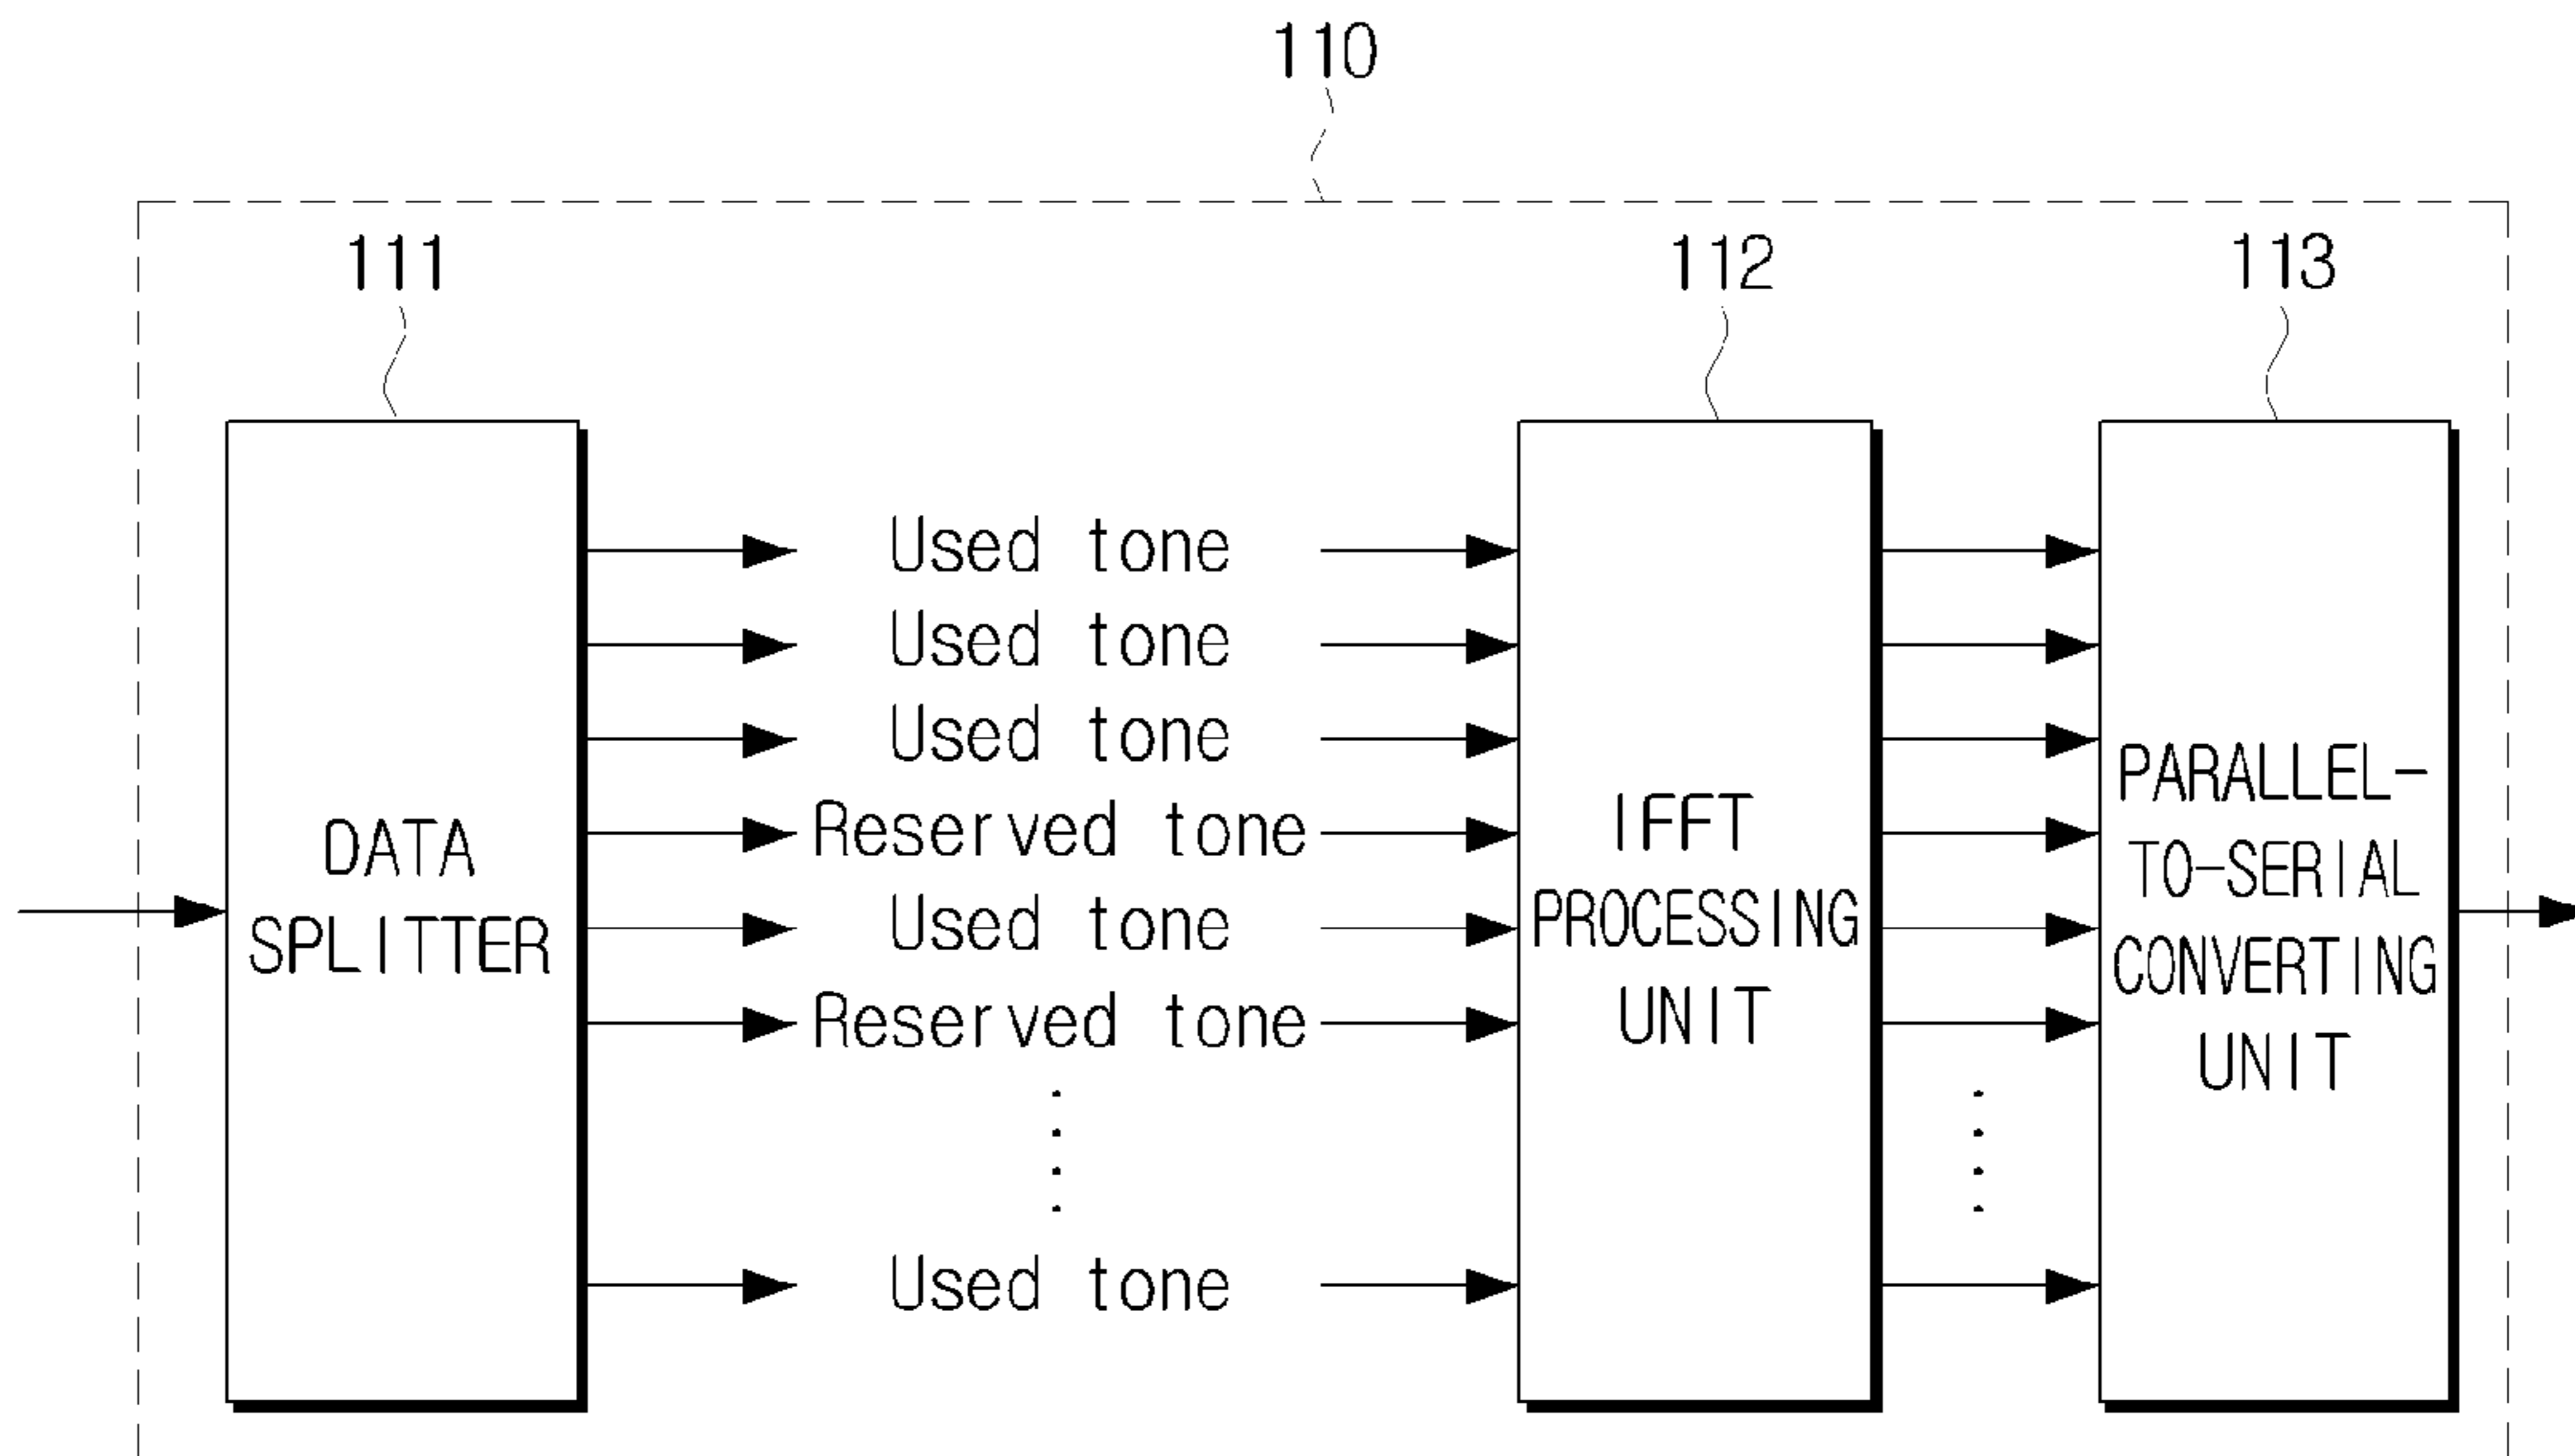 110
111
112
113
Used tone
Used tone
Used tone
Reserved tone
Used tone
Reserved tone
Used tone
DATA
SPLITTER
IFFT
PROCESSING
UNIT
PARALLEL-
TO-SERIAL
CONVERTING
UNIT